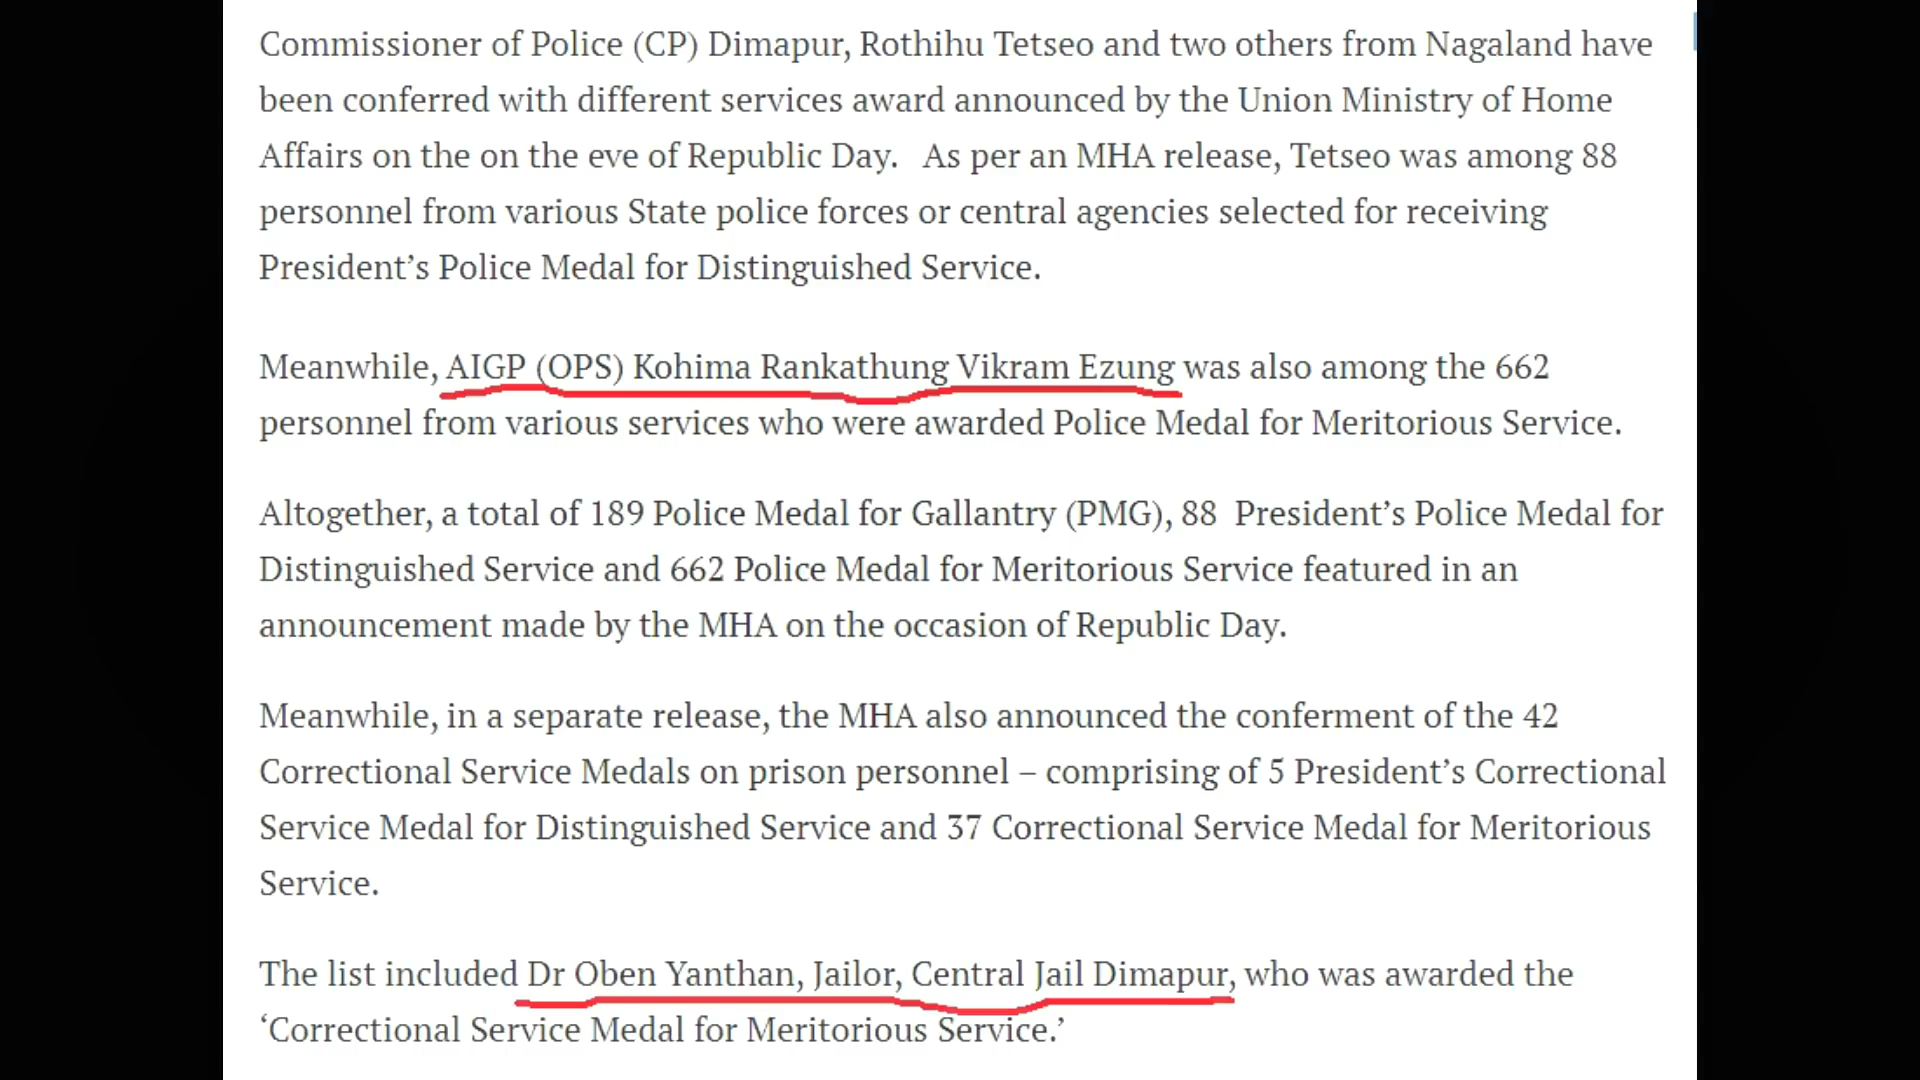 Commissioner of Police (CP) Dimapur, Rothihu Tetseo and two others from Nagaland have
been conferred with different services award announced by the Union Ministry of Home
Affairs on the on the eve of Republic Day.   As per an MHA release, Tetseo was among 88
personnel from various State police forces or central agencies selected for receiving
President’s Police Medal for Distinguished Service.
Meanwhile, AIGP (OPS) Kohima Rankathung Vikram Ezung was also among the 662
personnel from various services who were awarded Police Medal for Meritorious Service.
Altogether, a total of 189 Police Medal for Gallantry (PMG), 88  President’s Police Medal for
Distinguished Service and 662 Police Medal for Meritorious Service featured in an
announcement made by the MHA on the occasion of Republic Day.
Meanwhile, in a separate release, the MHA also announced the conferment of the 42
Correctional Service Medals on prison personnel – comprising of 5 President’s Correctional
Service Medal for Distinguished Service and 37 Correctional Service Medal for Meritorious
Service.
The list included Dr Oben Yanthan, Jailor, Central Jail Dimapur, who was awarded the
‘Correctional Service Medal for Meritorious Service.’